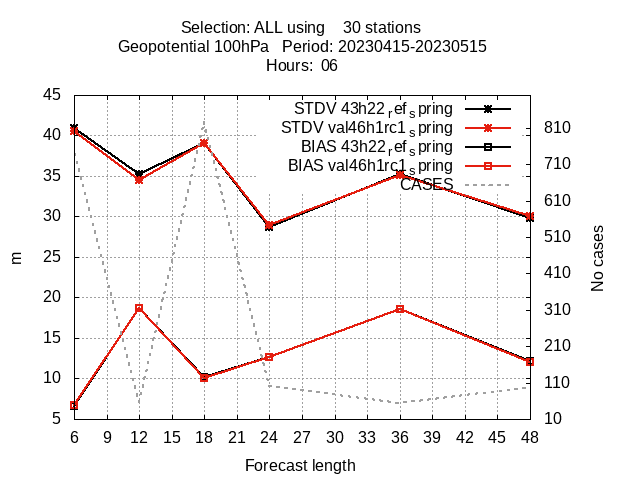 Selection: ALL using    30 stations
Geopotential 100hPa   Period: 20230415-20230515
Hours:  06
STDV 43h22_ref_spring
STDV val46h1rc1_spring
BIAS 43h22_ref_spring
BIAS val46h1rc1_spring
CASES
45
40
35
30
25
20
15
10
5
m
810
710
610
510
410
310
210
110
10
No cases
6 9 12 15 18 21 24 27 30 33 36 39 42 45 48
Forecast length